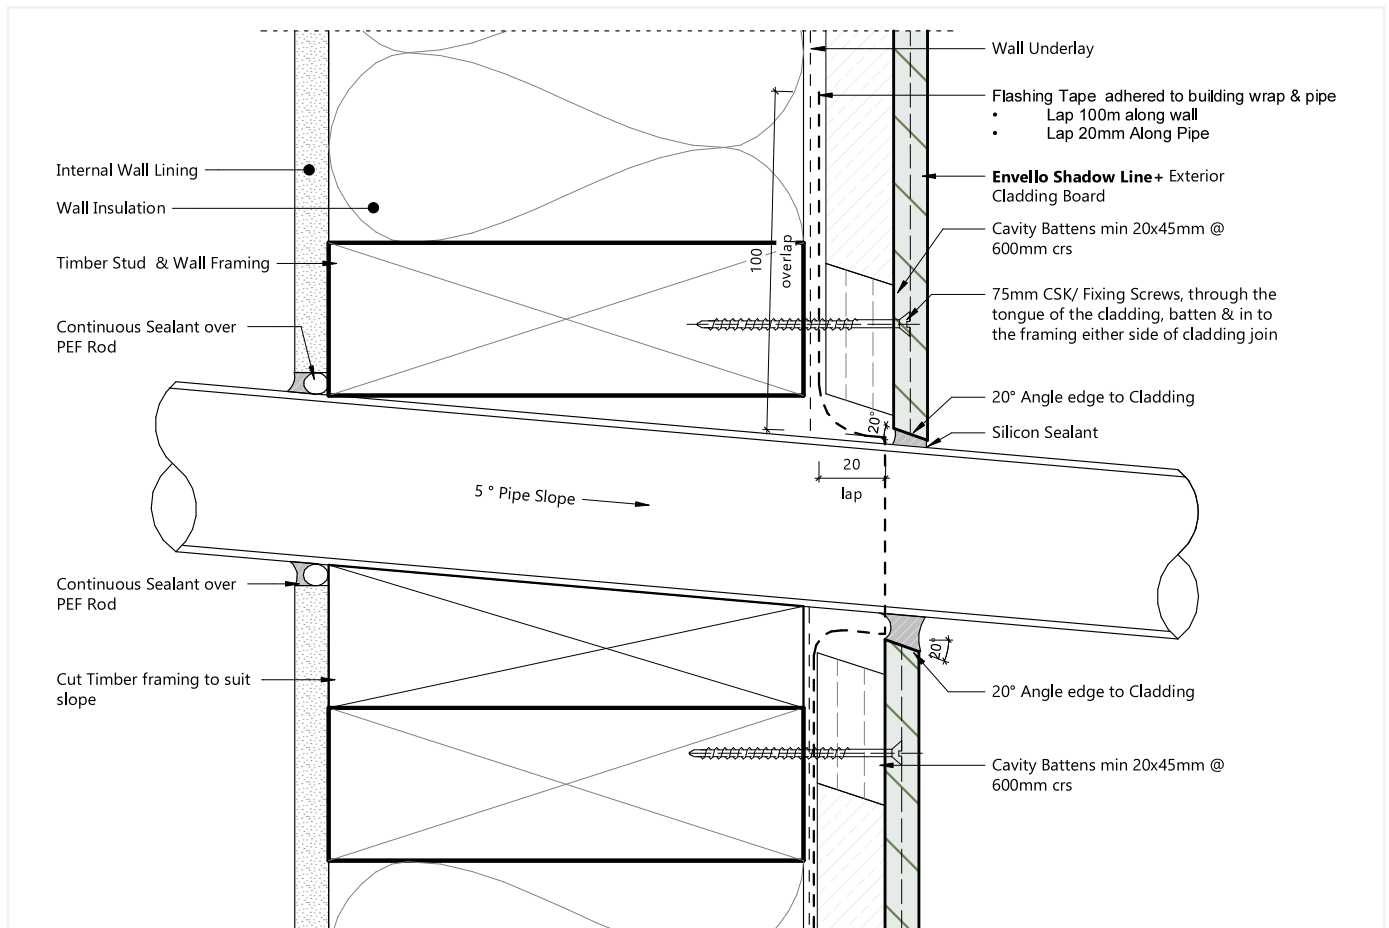 Wall Underlay
Flashing Tape adhered to building wrap & pipe
• Lap 100m along wall
• Lap 20mm Along Pipe
Envello Shadow Line+ Exterior
Cladding Board
Cavity Battens min 20x45mm @
600mm crs
75mm CSK/ Fixing Screws, through the
tongue of the cladding, batten & in to
the framing either side of cladding join
20° Angle edge to Cladding
Silicon Sealant
20° Angle edge to Cladding
Cavity Battens min 20x45mm @
600mm crs
Internal Wall Lining
Wall Insulation
Timber Stud & Wall Framing
Continuous Sealant over
PEF Rod
Continuous Sealant over
PEF Rod
Cut Timber framing to suit
slope
100
overlap
20°
20
lap
5 ° Pipe Slope
20°